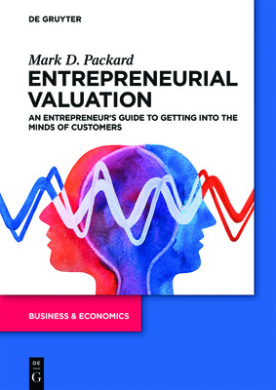 DE GRUYTER
Mark D. Packard
ENTREPRENEURIAL
VALUATION
AN ENTREPRENEUR'S GUIDE TO GETTING INTO THE
MINDS OF CUSTOMERS
BUSINESS & ECONOMICS
DE
G